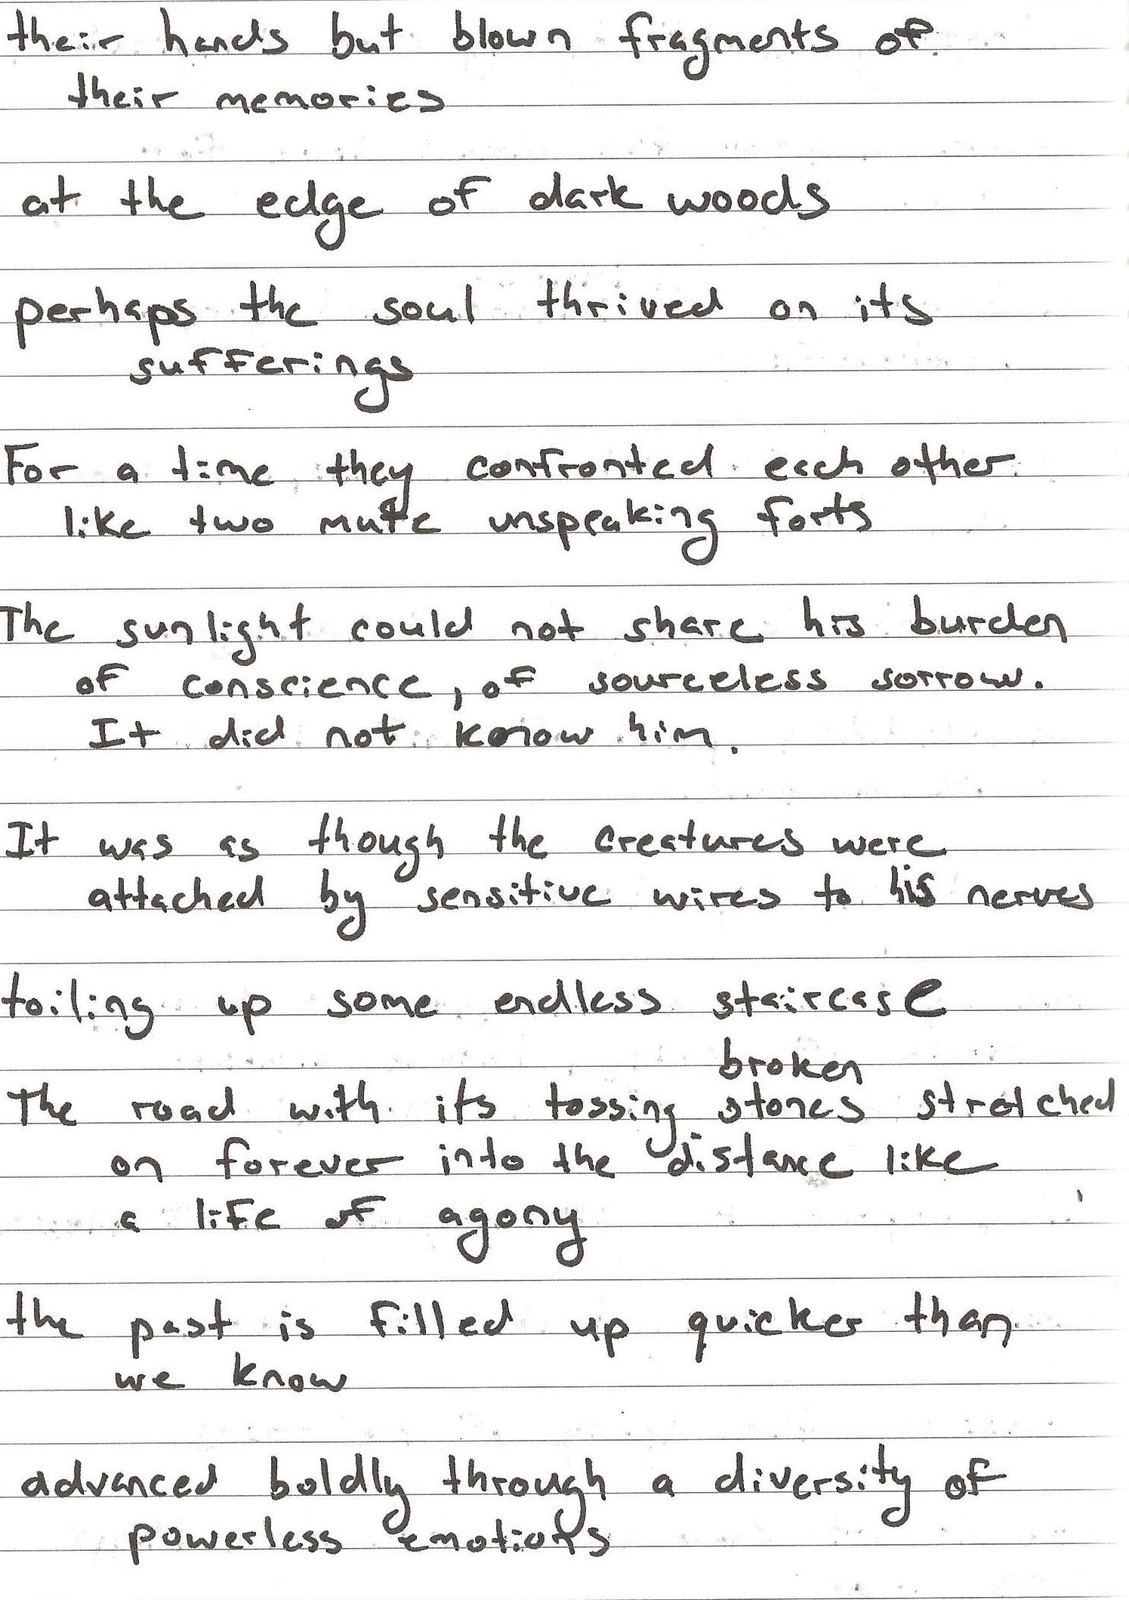 their hands but blown fragments of
their memories
at the edge of dark woods
perhaps the soul thrived on its
sufferings
For a time they confronted each other
like two mute unspeaking forts
The sunlight could not share his burden
of conscience, of sourceless sorrow.
It did not know him.
It was as though the creatures were
attached by sensitive wires to his nerves
toiling up some endless staircase
broken
The road with its tossing stones stretched
on forever into the distance like
a life of agony
the past is filled up quicker than
we know
advanced boldly through a diversity of
powerless emotions